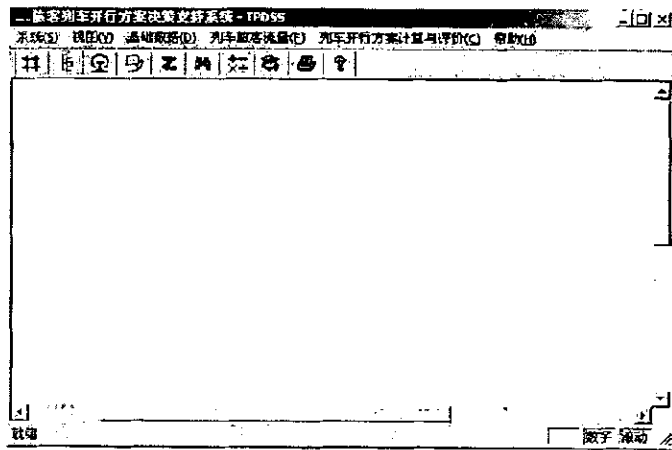 旅客列车开行方案决策支持系统 - TPDSS
系统(S) 视图(V) 基础数据(D) 列车旅客流量(F) 列车开行方案计算与评价(C) 帮助(H)
就绪
数字 滚动